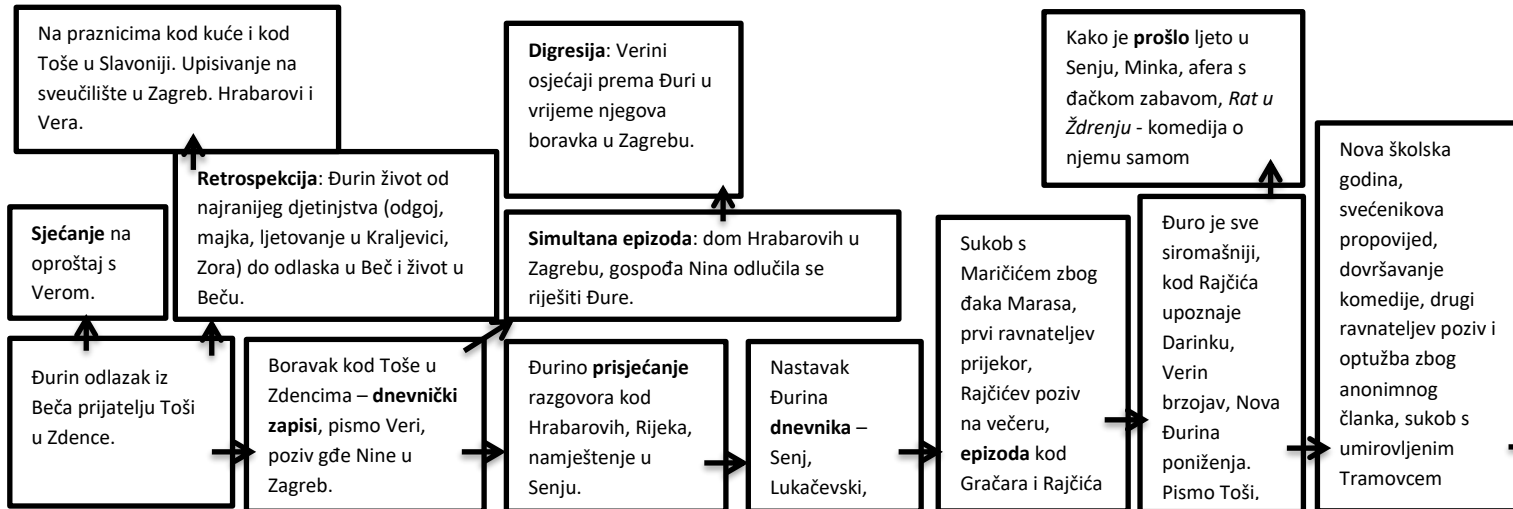 Na praznicima kod kuće i kod
Toše u Slavoniji. Upisivanje na
sveučilište u Zagreb. Hrabarovi i
Vera.
Digresija: Verini
osjećaji prema Đuri u
vrijeme njegova
boravka u Zagrebu.
Kako je prošlo ljeto u
Senju, Minka, afera s
đačkom zabavom, Rat u
Ždrenju - komedija o
njemu samom
Sjećanje na
oproštaj s
Verom.
Retrospekcija: Đurin život od
najranijeg djetinjstva (odgoj,
majka, ljetovanje u Kraljevici,
Zora) do odlaska u Beč i život u
Beču.
Simultana epizoda: dom Hrabarovih u
Zagrebu, gospođa Nina odlučila se
riješiti Đure.
Đurin odlazak iz
Beča prijatelju Toši
u Zdence.
Boravak kod Toše u
Zdencima – dnevnički
zapisi, pismo Veri,
poziv gđe Nine u
Zagreb.
Đurino prisjećanje
razgovora kod
Hrabarovih, Rijeka,
namještenje u
Senju.
Nastavak
Đurina
dnevnika –
Senj,
Lukačevski,
Sukob s
Maričićem zbog
đaka Marasa,
prvi ravnateljev
prijekor,
Rajčićev poziv
na večeru,
epizoda kod
Gračara i Rajčića
Đuro je sve
siromašniji,
kod Rajčića
upoznaje
Darinku,
Verin
brzojav, Nova
Đurina
poniženja.
Pismo Toši.
Nova školska
godina,
svećenikova
propovijed,
dovršavanje
komedije, drugi
ravnateljev poziv i
optužba zbog
anonimnog
članka, sukob s
umirovljenim
Tramovcem